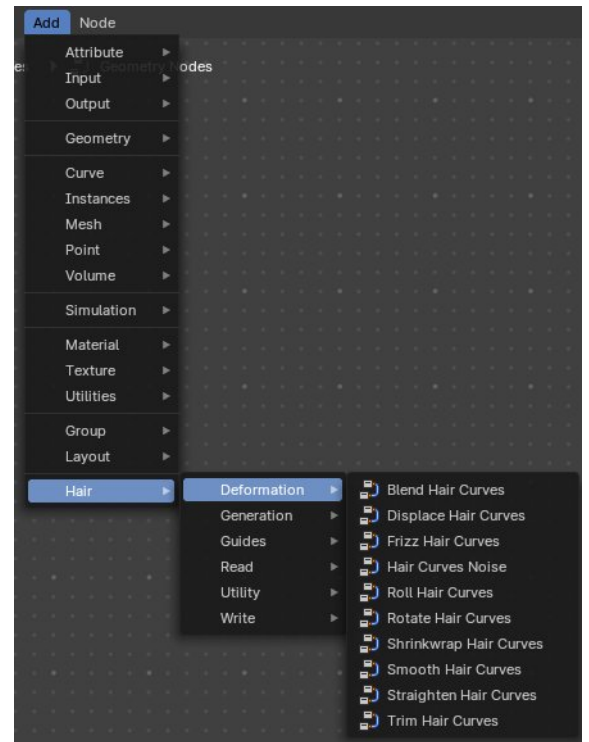 Add Node
Attribute
es Geometry Nodes
Input
Output
Geometry
Curve
Instances
Mesh
Point
Volume
Simulation
Material
Texture
Utilities
Group
Layout
Hair
Deformation
Generation
Guides
Read
Utility
Write
Blend Hair Curves
Displace Hair Curves
Frizz Hair Curves
Hair Curves Noise
Roll Hair Curves
Rotate Hair Curves
Shrinkwrap Hair Curves
Smooth Hair Curves
Straighten Hair Curves
Trim Hair Curves